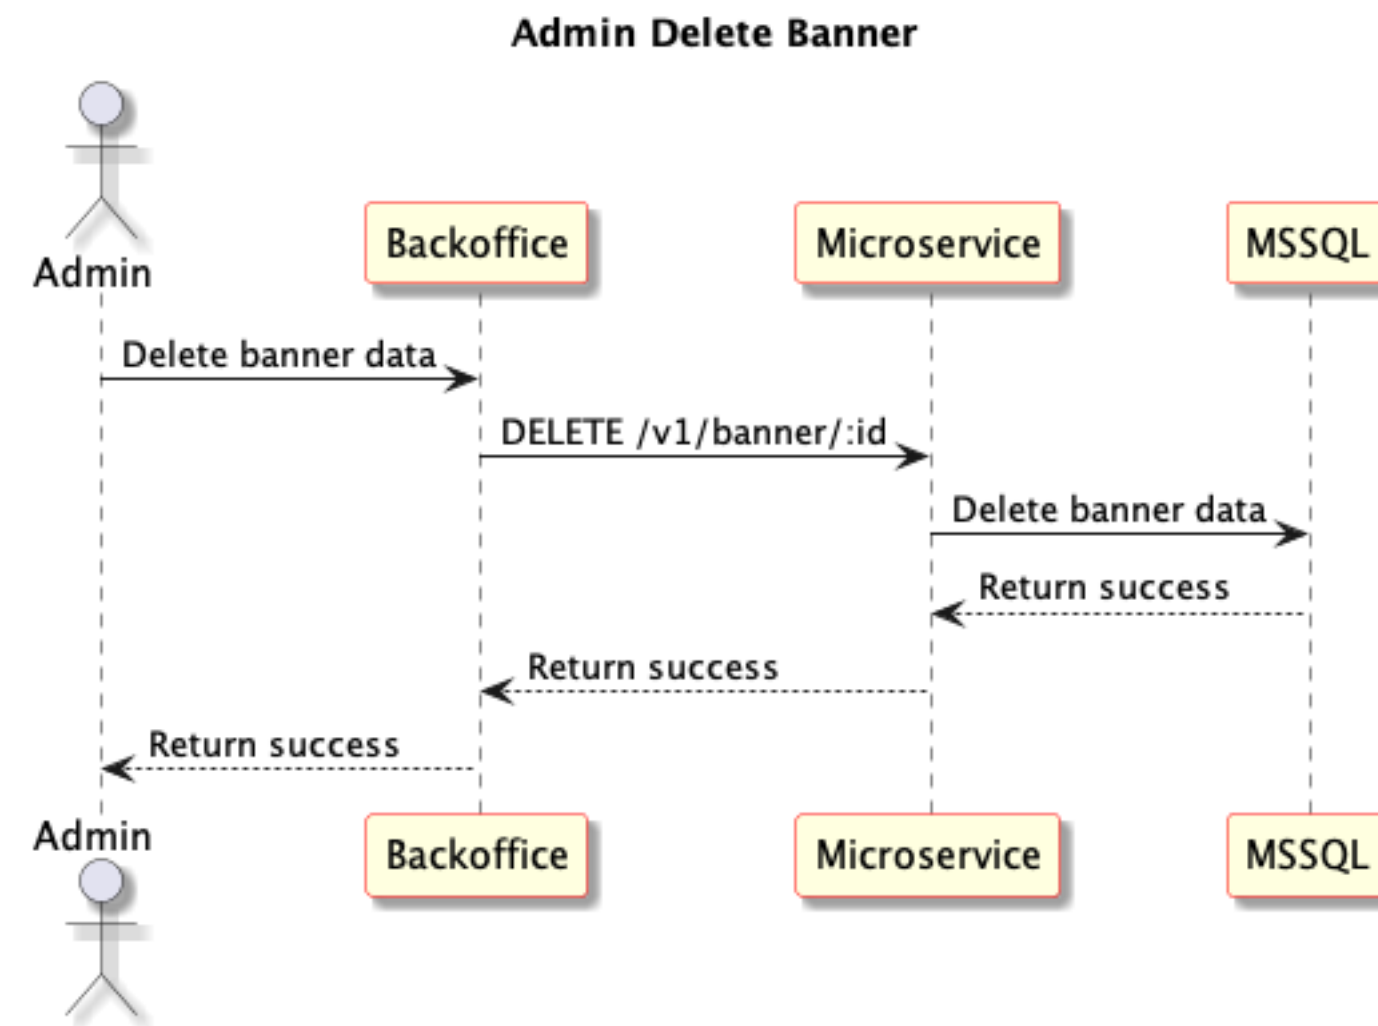 Admin Delete Banner
Admin
Backoffice
Microservice
MSSQL
Delete banner data
DELETE /v1/banner/:id
Delete banner data
Return success
Return success
Return success
Admin
Backoffice
Microservice
MSSQL